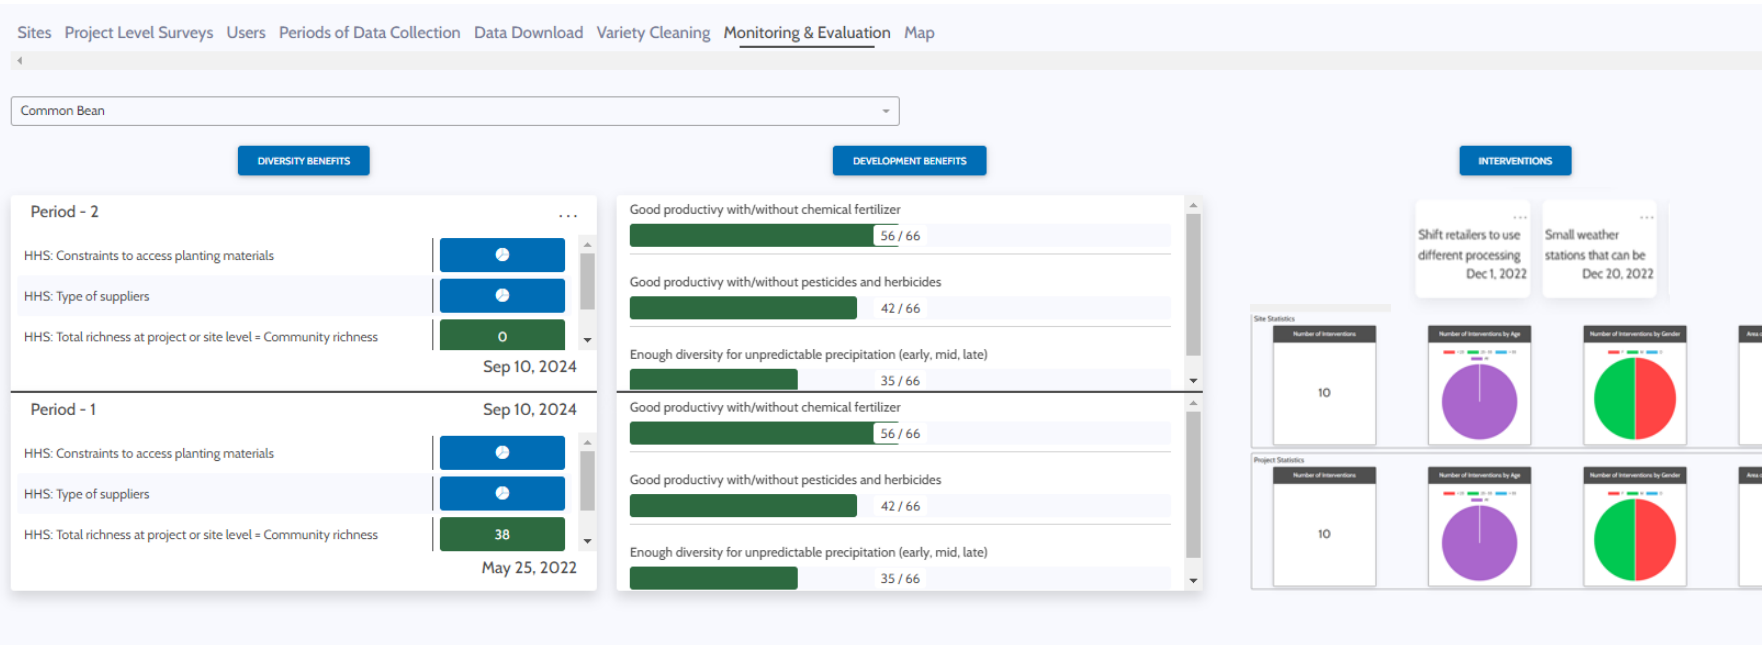 Sites Project Level Surveys Users Periods of Data Collection Data Download Variety Cleaning Monitoring & Evaluation Map
Common Bean
DIVERSITY BENEFITS
DEVELOPMENT BENEFITS
INTERVENTIONS
Period - 2
HHS: Constraints to access planting materials
HHS: Type of suppliers
HHS: Total richness at project or site level = Community richness 0
Sep 10, 2024
Period - 1 Sep 10, 2024
HHS: Constraints to access planting materials
HHS: Type of suppliers
HHS: Total richness at project or site level = Community richness 38
May 25, 2022
Good productivy with/without chemical fertilizer
56 / 66
Good productivy with/without pesticides and herbicides
42 / 66
Enough diversity for unpredictable precipitation (early, mid, late)
35 / 66
Good productivy with/without chemical fertilizer
56 / 66
Good productivy with/without pesticides and herbicides
42 / 66
Enough diversity for unpredictable precipitation (early, mid, late)
35 / 66
Shift retailers to use
different processing
Dec 1, 2022
Small weather
stations that can be
Dec 20, 2022
Site Statistics
Number of Interventions
10
Number of Interventions by Age
Number of Interventions by Gender
Area c
Project Statistics
Number of Interventions
10
Number of Interventions by Age
Number of Interventions by Gender
Area c